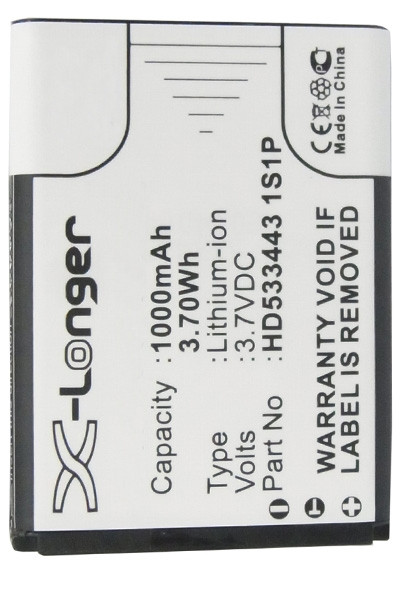 X-Longer
Capacity : 1000mAh
3.70Wh
Type : Lithium-ion
Volts : 3.7VDC
Part No : HD533443 1S1P
WARRANTY VOID IF
LABEL IS REMOVED
CE
Made In China